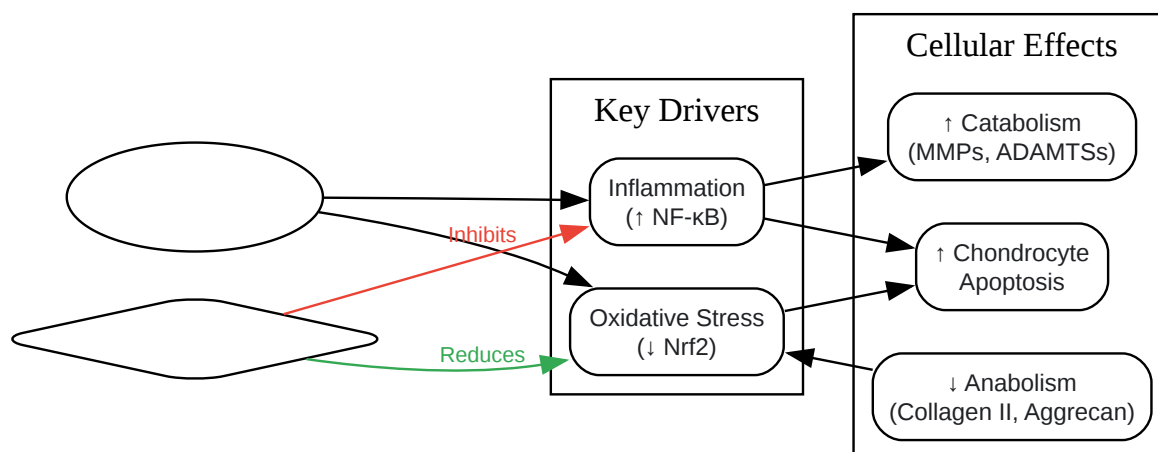 Cellular Effects
Key Drivers
↑ Catabolism
(MMPs, ADAMTSs)
Inflammation
(↑ NF-κB)
Inhibits
↑ Chondrocyte
Apoptosis
Oxidative Stress
(↓ Nrf2)
Reduces
↓ Anabolism
(Collagen II, Aggrecan)